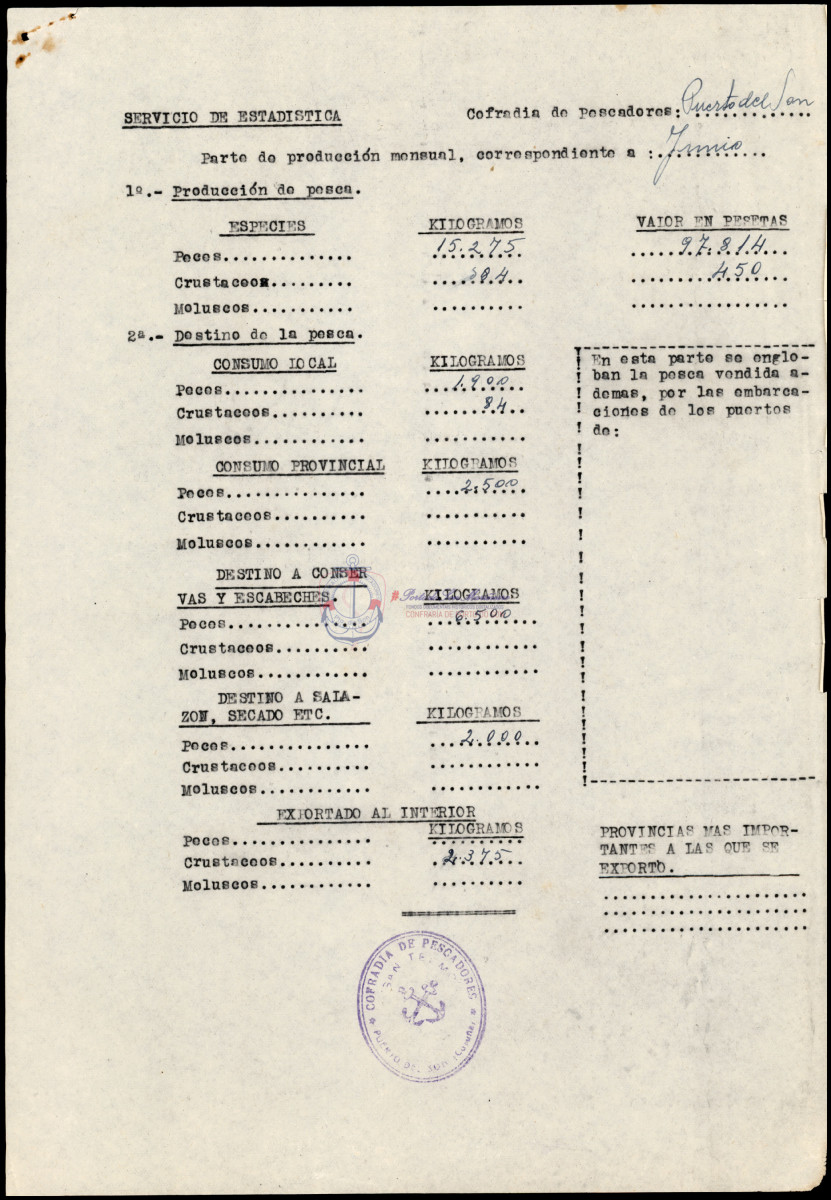 SERVICIO DE ESTADISTICA
Cofradia de Pescadores: Puerto del Son
Parte de producción mensual, correspondiente a :. Junio
1º.- Producción de pesca.
ESPECIES KILOGRAMOS VALOR EN PESETAS
Peces............... 15.275 97.814
Crustaceos......... 84 450
Moluscos............ .......... ................
2ª.- Destino de la pesca.
CONSUMO LOCAL KILOGRAMOS
Peces............... 1.900
Crustaceos.......... 84
Moluscos............ ...........
CONSUMO PROVINCIAL KILOGRAMOS
Peces............... 2.500
Crustaceos.......... ...........
Moluscos............ ...........
DESTINO A CONSER
VAS Y ESCABECHES. KILOGRAMOS
Peces............... 6.500
Crustaceos.......... ............
Moluscos............ ............
DESTINO A SALA-
ZON, SECADO ETC. KILOGRAMOS
Peces............... 2.000
Crustaceos.......... ............
Moluscos............ ............
EXPORTADO AL INTERIOR
KILOGRAMOS
Peces............... ..........
Crustaceos.......... 2.375
Moluscos............ ..........
En esta parte se englo-
ban la pesca vendida a-
demas, por las embarca-
ciones de los puertos
de:
PROVINCIAS MAS IMPOR-
TANTES A LAS QUE SE
EXPORTO.
COFRADIA DE PESCADORES
SAN TELMO
PUERTO DEL SON (Coruña)